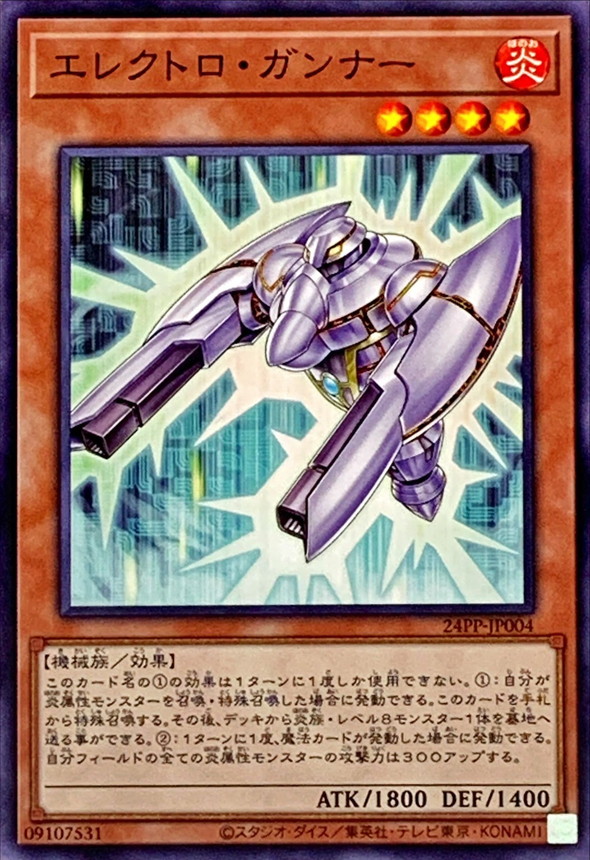 エレクトロ・ガンナー
炎
ほのお
24PP-JP004
【機械族/効果】
このカード名の①の効果は1ターンに1度しか使用できない。①:自分が
炎属性モンスターを召喚・特殊召喚した場合に発動できる。このカードを手札
から特殊召喚する。その後、デッキから炎族・レベル8モンスター1体を墓地へ
送る事ができる。②:1ターンに1度、魔法カードが発動した場合に発動できる。
自分フィールドの全ての炎属性モンスターの攻撃力は300アップする。
ATK/1800 DEF/1400
09107531
©スタジオ・ダイス/集英社・テレビ東京・KONAMI